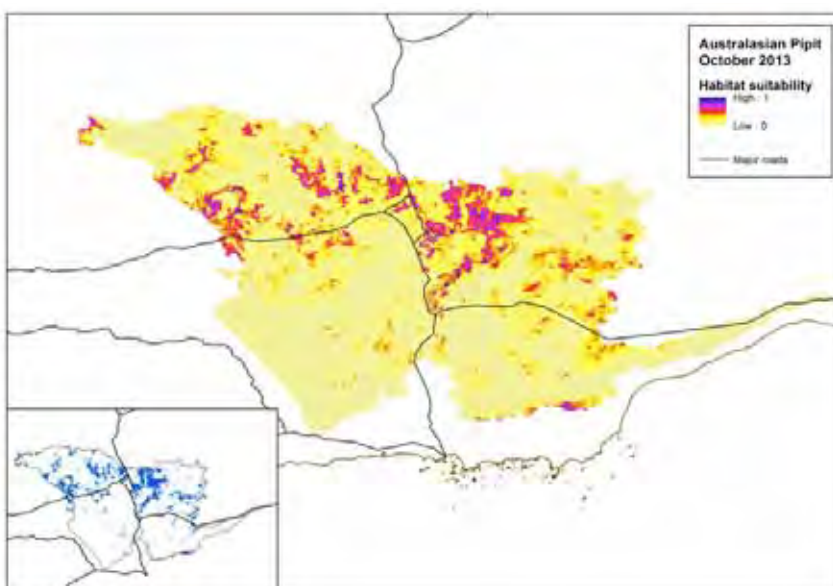 Australasian Pipit
October 2013
Habitat suitability
High : 1
Low : 0
Major roads